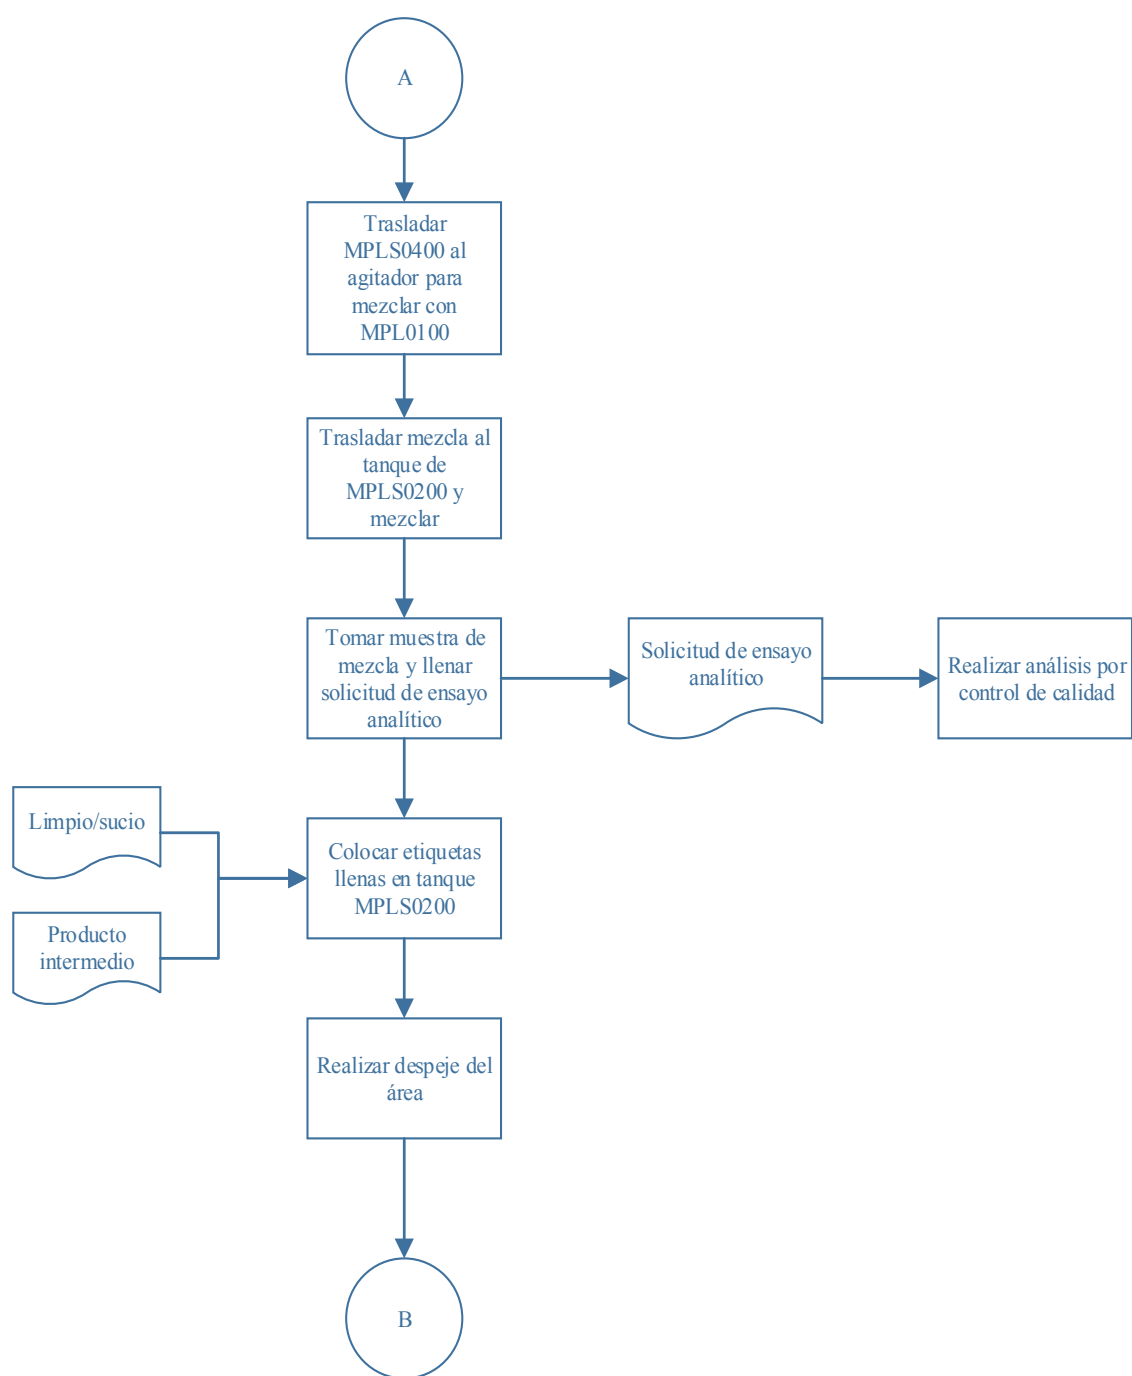 A
Trasladar
MPLS0400 al
agitador para
mezclar con
MPL0100
Trasladar mezcla al
tanque de
MPLS0200 y
mezclar
Tomar muestra de
mezcla y llenar
solicitud de ensayo
analítico
Solicitud de ensayo
analítico
Realizar análisis por
control de calidad
Limpio/sucio
Producto
intermedio
Colocar etiquetas
llenas en tanque
MPLS0200
Realizar despeje del
área
B